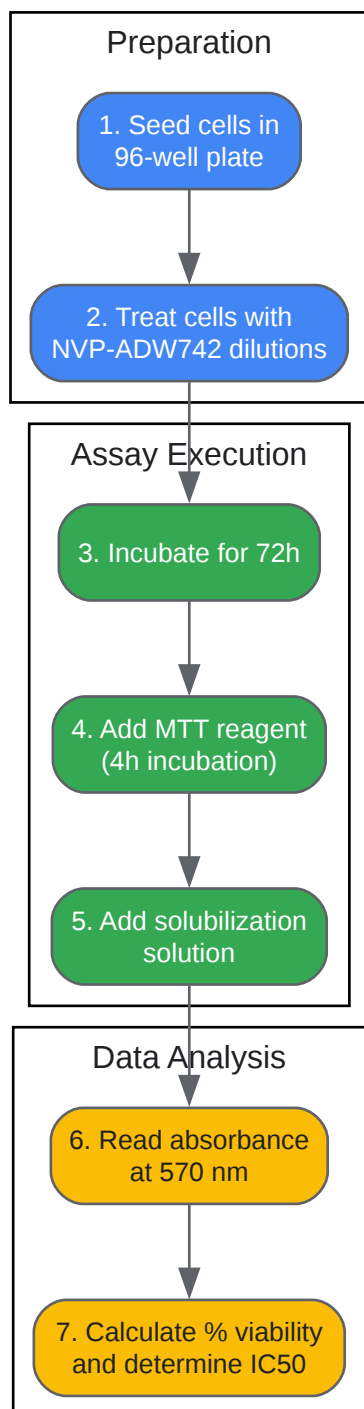 Preparation
1. Seed cells in
96-well plate
2. Treat cells with
NVP-ADW742 dilutions
Assay Execution
3. Incubate for 72h
4. Add MTT reagent
(4h incubation)
5. Add solubilization
solution
Data Analysis
6. Read absorbance
at 570 nm
7. Calculate % viability
and determine IC50